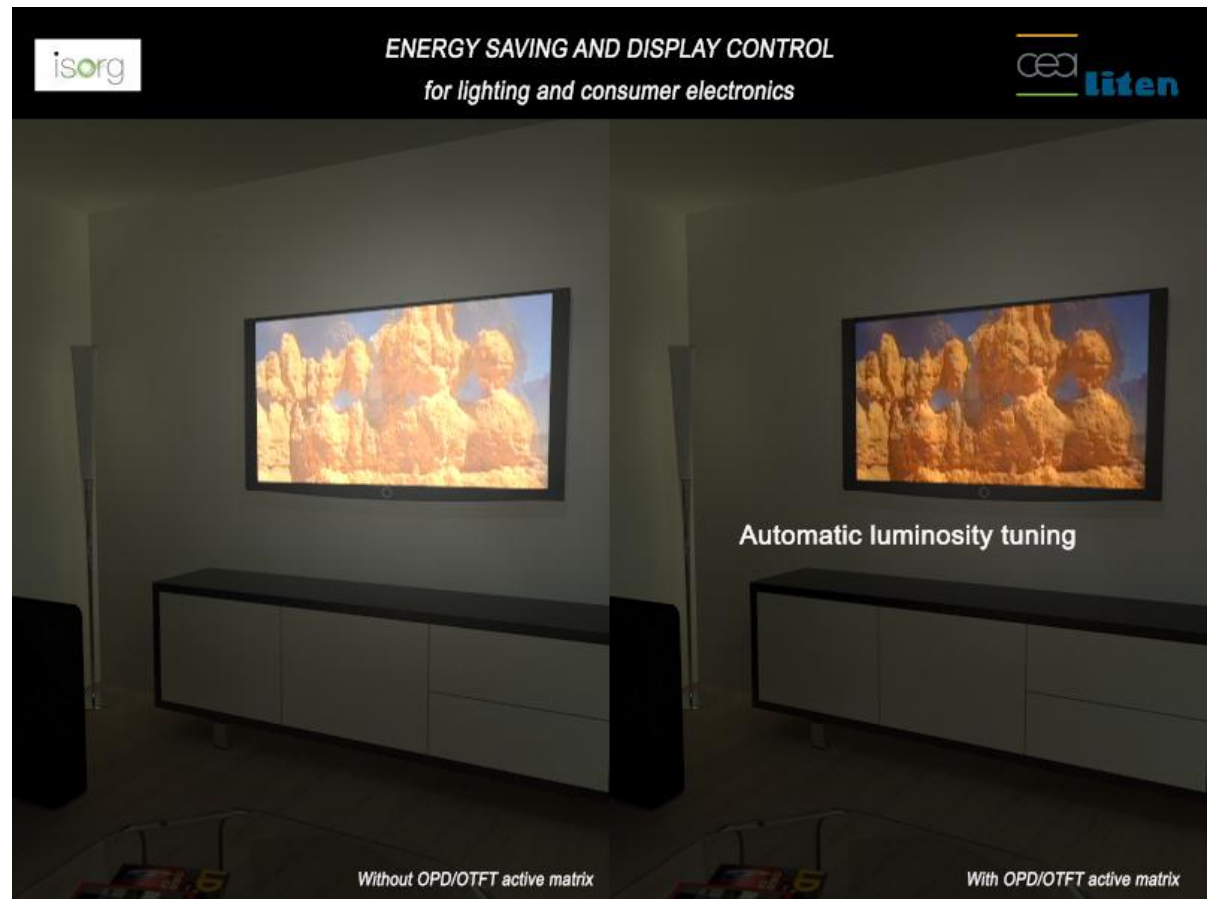 isorg
ENERGY SAVING AND DISPLAY CONTROL
for lighting and consumer electronics
cea
liten
Automatic luminosity tuning
Without OPD/OTFT active matrix
With OPD/OTFT active matrix